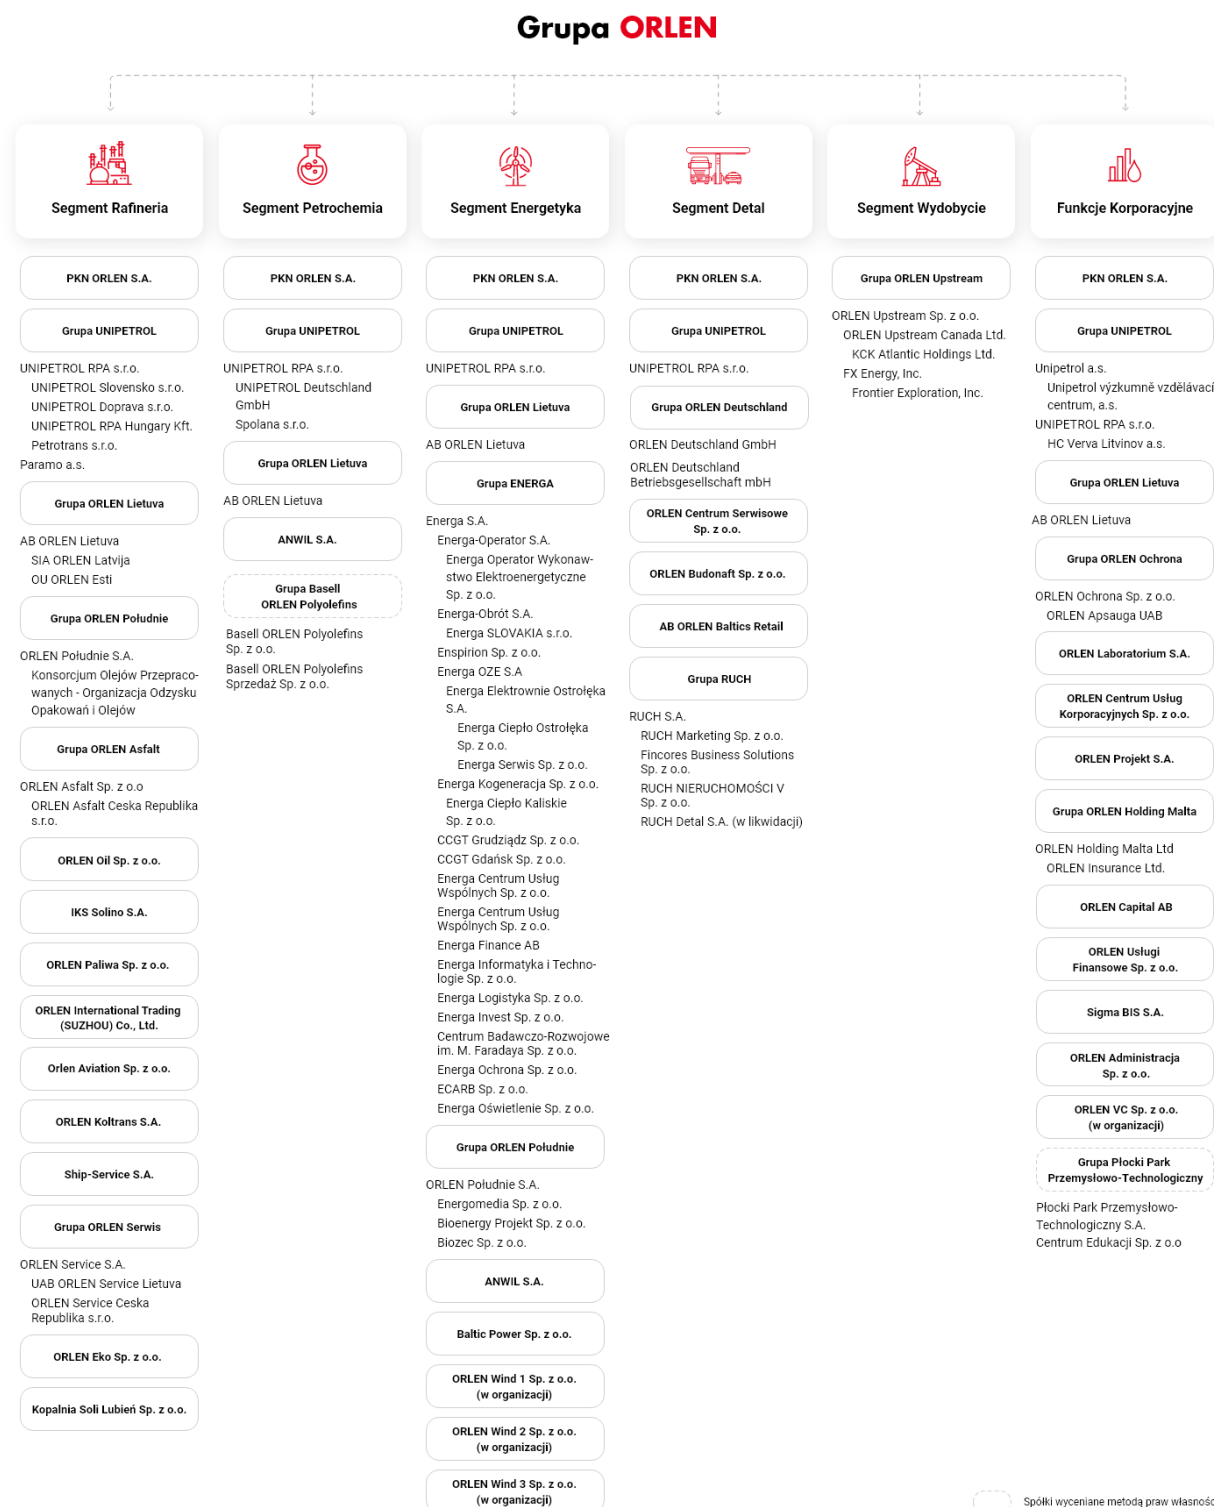 Grupa ORLEN
Segment Rafineria
PKN ORLEN S.A.
Grupa UNIPETROL
UNIPETROL RPA s.r.o.
UNIPETROL Slovensko s.r.o.
UNIPETROL Doprava s.r.o.
UNIPETROL RPA Hungary Kft.
Petrotrans s.r.o.
Paramo a.s.
Grupa ORLEN Lietuva
AB ORLEN Lietuva
SIA ORLEN Latvija
OU ORLEN Esti
Grupa ORLEN Południe
ORLEN Południe S.A.
Konsorcjum Olejów Przepraco-
wanych - Organizacja Odzysku
Opakowań i Olejów
Grupa ORLEN Asfalt
ORLEN Asfalt Sp. z o.o
ORLEN Asfalt Ceska Republika
s.r.o.
ORLEN Oil Sp. z o.o.
IKS Solino S.A.
ORLEN Paliwa Sp. z o.o.
ORLEN International Trading
(SUZHOU) Co., Ltd.
Orlen Aviation Sp. z o.o.
ORLEN Koltrans S.A.
Ship-Service S.A.
Grupa ORLEN Serwis
ORLEN Service S.A.
UAB ORLEN Service Lietuva
ORLEN Service Ceska
Republika s.r.o.
ORLEN Eko Sp. z o.o.
Kopalnia Soli Lubień Sp. z o.o.
Segment Petrochemia
PKN ORLEN S.A.
Grupa UNIPETROL
UNIPETROL RPA s.r.o.
UNIPETROL Deutschland
GmbH
Spolana s.r.o.
Grupa ORLEN Lietuva
AB ORLEN Lietuva
ANWIL S.A.
Grupa Basell
ORLEN Polyolefins
Basell ORLEN Polyolefins
Sp. z o.o.
Basell ORLEN Polyolefins
Sprzedaż Sp. z o.o.
Segment Energetyka
PKN ORLEN S.A.
Grupa UNIPETROL
UNIPETROL RPA s.r.o.
Grupa ORLEN Lietuva
AB ORLEN Lietuva
Grupa ENERGA
Energa S.A.
Energa-Operator S.A.
Energa Operator Wykonaw-
stwo Elektroenergetyczne
Sp. z o.o.
Energa-Obrót S.A.
Energa SLOVAKIA s.r.o.
Enspirion Sp. z o.o.
Energa OZE S.A
Energa Elektrownie Ostrołęka
S.A.
Energa Ciepło Ostrołęka
Sp. z o.o.
Energa Serwis Sp. z o.o.
Energa Kogeneracja Sp. z o.o.
Energa Ciepło Kaliskie
Sp. z o.o.
CCGT Grudziądz Sp. z o.o.
CCGT Gdańsk Sp. z o.o.
Energa Centrum Usług
Wspólnych Sp. z o.o.
Energa Centrum Usług
Wspólnych Sp. z o.o.
Energa Finance AB
Energa Informatyka i Techno-
logie Sp. z o.o.
Energa Logistyka Sp. z o.o.
Energa Invest Sp. z o.o.
Centrum Badawczo-Rozwojowe
im. M. Faradaya Sp. z o.o.
Energa Ochrona Sp. z o.o.
ECARB Sp. z o.o.
Energa Oświetlenie Sp. z o.o.
Grupa ORLEN Południe
ORLEN Południe S.A.
Energomedia Sp. z o.o.
Bioenergy Projekt Sp. z o.o.
Biozec Sp. z o.o.
ANWIL S.A.
Baltic Power Sp. z o.o.
ORLEN Wind 1 Sp. z o.o.
(w organizacji)
ORLEN Wind 2 Sp. z o.o.
(w organizacji)
ORLEN Wind 3 Sp. z o.o.
(w organizacji)
Segment Detal
PKN ORLEN S.A.
Grupa UNIPETROL
UNIPETROL RPA s.r.o.
Grupa ORLEN Deutschland
ORLEN Deutschland GmbH
ORLEN Deutschland
Betriebsgesellschaft mbH
ORLEN Centrum Serwisowe
Sp. z o.o.
ORLEN Budonaft Sp. z o.o.
AB ORLEN Baltics Retail
Grupa RUCH
RUCH S.A.
RUCH Marketing Sp. z o.o.
Fincores Business Solutions
Sp. z o.o.
RUCH NIERUCHOMOŚCI V
Sp. z o.o.
RUCH Detal S.A. (w likwidacji)
Segment Wydobycie
Grupa ORLEN Upstream
ORLEN Upstream Sp. z o.o.
ORLEN Upstream Canada Ltd.
KCK Atlantic Holdings Ltd.
FX Energy, Inc.
Frontier Exploration, Inc.
Funkcje Korporacyjne
PKN ORLEN S.A.
Grupa UNIPETROL
Unipetrol a.s.
Unipetrol výzkumně vzdělávací
centrum, a.s.
UNIPETROL RPA s.r.o.
HC Verva Litvinov a.s.
Grupa ORLEN Lietuva
AB ORLEN Lietuva
Grupa ORLEN Ochrona
ORLEN Ochrona Sp. z o.o.
ORLEN Apsauga UAB
ORLEN Laboratorium S.A.
ORLEN Centrum Usług
Korporacyjnych Sp. z o.o.
ORLEN Projekt S.A.
Grupa ORLEN Holding Malta
ORLEN Holding Malta Ltd
ORLEN Insurance Ltd.
ORLEN Capital AB
ORLEN Usługi
Finansowe Sp. z o.o.
Sigma BIS S.A.
ORLEN Administracja
Sp. z o.o.
ORLEN VC Sp. z o.o.
(w organizacji)
Grupa Płocki Park
Przemysłowo-Technologiczny
Płocki Park Przemysłowo-
Technologiczny S.A.
Centrum Edukacji Sp. z o.o
Spółki wyceniane metodą praw własnośc